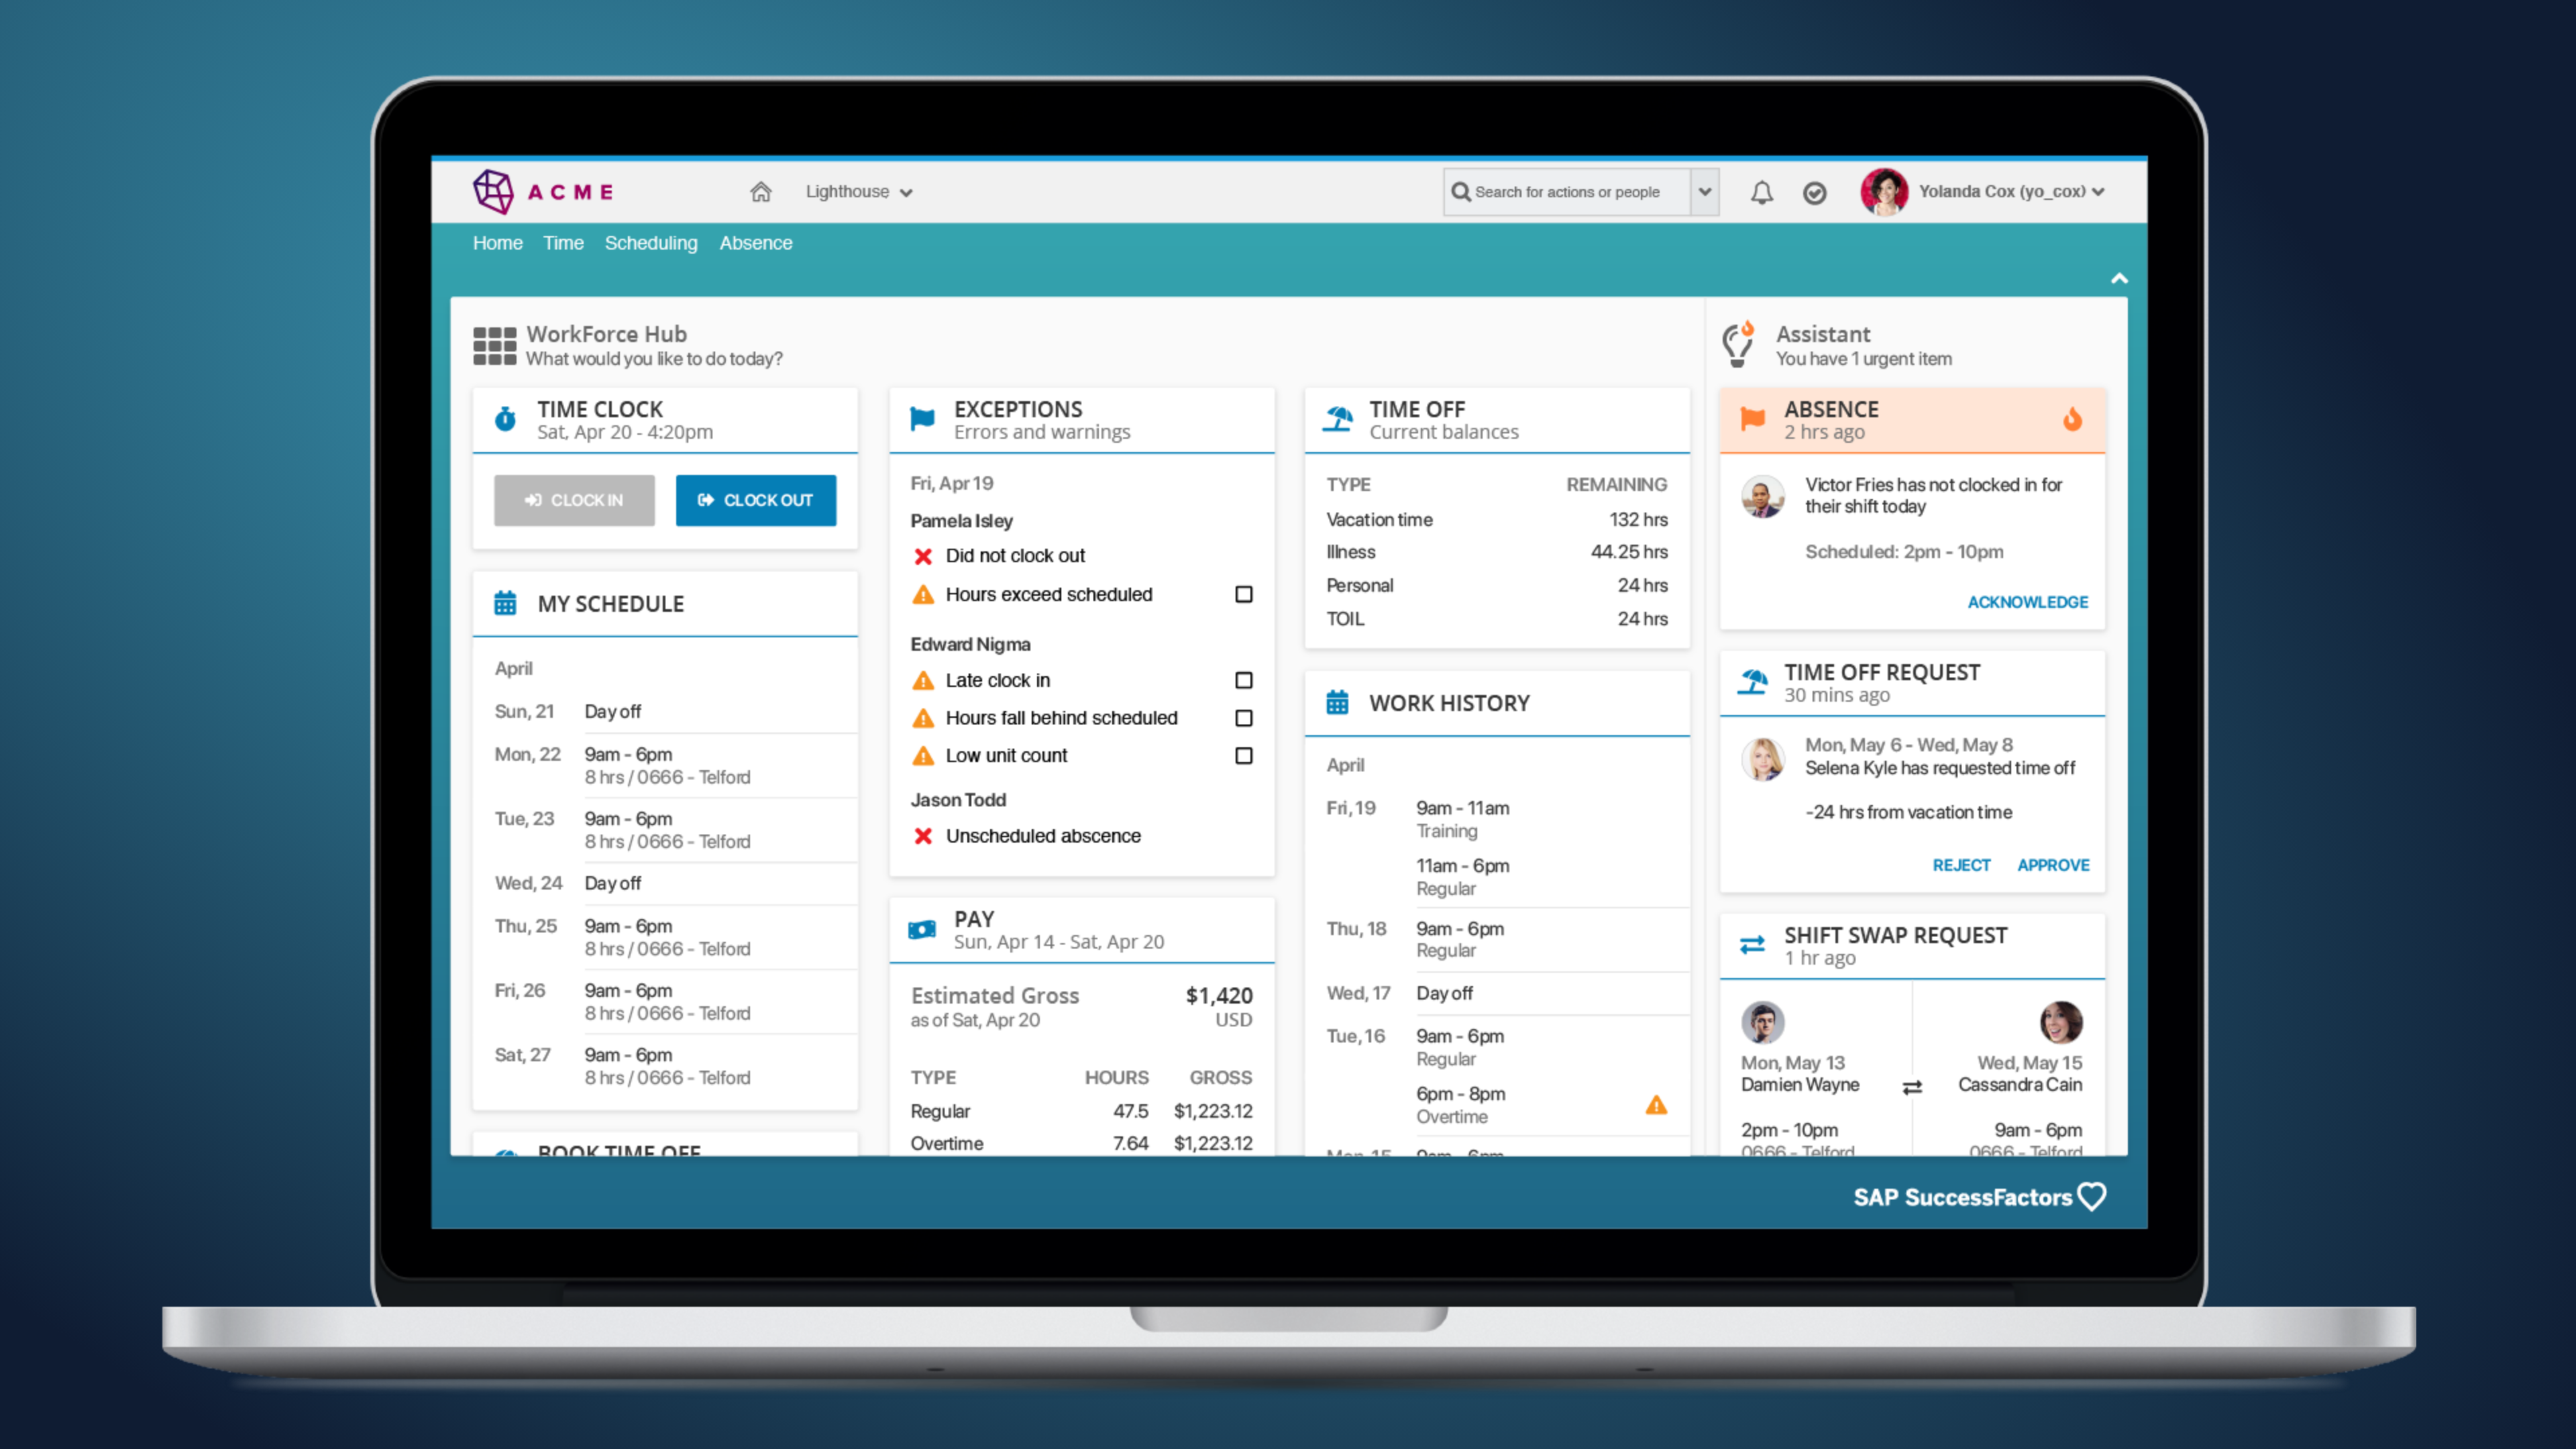 ACME
Lighthouse
Search for actions or people
Yolanda Cox (yo_cox)
Home Time Scheduling Absence
WorkForce Hub
What would you like to do today?
TIME CLOCK
Sat, Apr 20 - 4:20pm
CLOCK IN
CLOCK OUT
MY SCHEDULE
April
Sun, 21 Day off
Mon, 22 9am - 6pm
8 hrs / 0666 - Telford
Tue, 23 9am - 6pm
8 hrs / 0666 - Telford
Wed, 24 Day off
Thu, 25 9am - 6pm
8 hrs / 0666 - Telford
Fri, 26 9am - 6pm
8 hrs / 0666 - Telford
Sat, 27 9am - 6pm
8 hrs / 0666 - Telford
BOOK TIME OFF
EXCEPTIONS
Errors and warnings
Fri, Apr 19
Pamela Isley
Did not clock out
Hours exceed scheduled
Edward Nigma
Late clock in
Hours fall behind scheduled
Low unit count
Jason Todd
Unscheduled abscence
PAY
Sun, Apr 14 - Sat, Apr 20
Estimated Gross $1,420
as of Sat, Apr 20 USD
TYPE HOURS GROSS
Regular 47.5 $1,223.12
Overtime 7.64 $1,223.12
TIME OFF
Current balances
TYPE REMAINING
Vacation time 132 hrs
Illness 44.25 hrs
Personal 24 hrs
TOIL 24 hrs
WORK HISTORY
April
Fri, 19 9am - 11am
Training
11am - 6pm
Regular
Thu, 18 9am - 6pm
Regular
Wed, 17 Day off
Tue, 16 9am - 6pm
Regular
6pm - 8pm
Overtime
Mon, 15 9am - 6pm
Assistant
You have 1 urgent item
ABSENCE
2 hrs ago
Victor Fries has not clocked in for
their shift today
Scheduled: 2pm - 10pm
ACKNOWLEDGE
TIME OFF REQUEST
30 mins ago
Mon, May 6 - Wed, May 8
Selena Kyle has requested time off
-24 hrs from vacation time
REJECT APPROVE
SHIFT SWAP REQUEST
1 hr ago
Mon, May 13 Wed, May 15
Damien Wayne Cassandra Cain
2pm - 10pm 9am - 6pm
0666 - Telford 0666 - Telford
SAP SuccessFactors